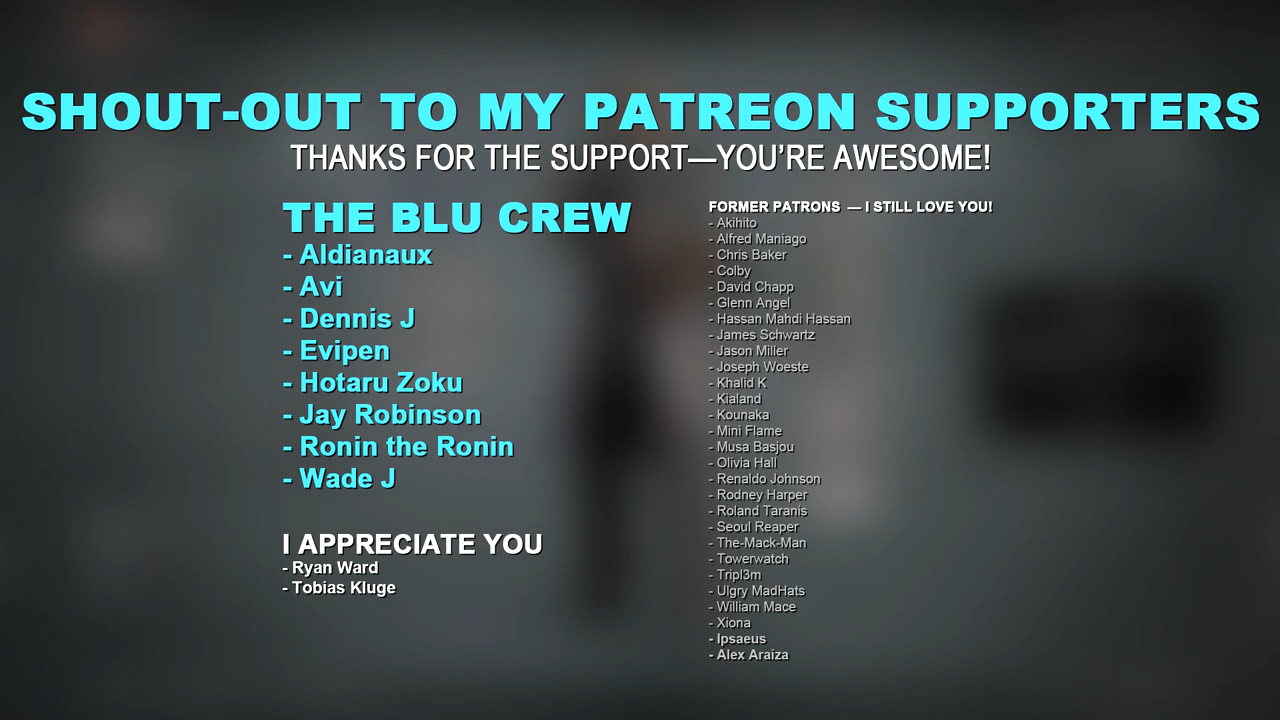 SHOUT-OUT TO MY PATREON SUPPORTERS
THANKS FOR THE SUPPORT—YOU'RE AWESOME!
THE BLU CREW
- Aldianaux
- Avi
- Dennis J
- Evipen
- Hotaru Zoku
- Jay Robinson
- Ronin the Ronin
- Wade J
I APPRECIATE YOU
- Ryan Ward
- Tobias Kluge
FORMER PATRONS — I STILL LOVE YOU!
- Akihito
- Alfred Maniago
- Chris Baker
- Colby
- David Chapp
- Glenn Angel
- Hassan Mahdi Hassan
- James Schwartz
- Jason Miller
- Joseph Woeste
- Khalid K
- Kialand
- Kounaka
- Mini Flame
- Musa Basjou
- Olivia Hall
- Renaldo Johnson
- Rodney Harper
- Roland Taranis
- Seoul Reaper
- The-Mack-Man
- Towerwatch
- Tripl3m
- Ulgry MadHats
- William Mace
- Xiona
- Ipsaeus
- Alex Araiza